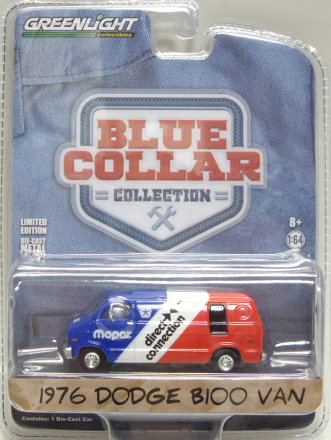 GREENLIGHT
collectibles
BLUE
COLLAR
COLLECTION
LIMITED
EDITION
DIE-CAST
METAL
8+
1:64
mopar
direct
connection
1976 DODGE B100 VAN
Contains: 1 Die-Cast Car